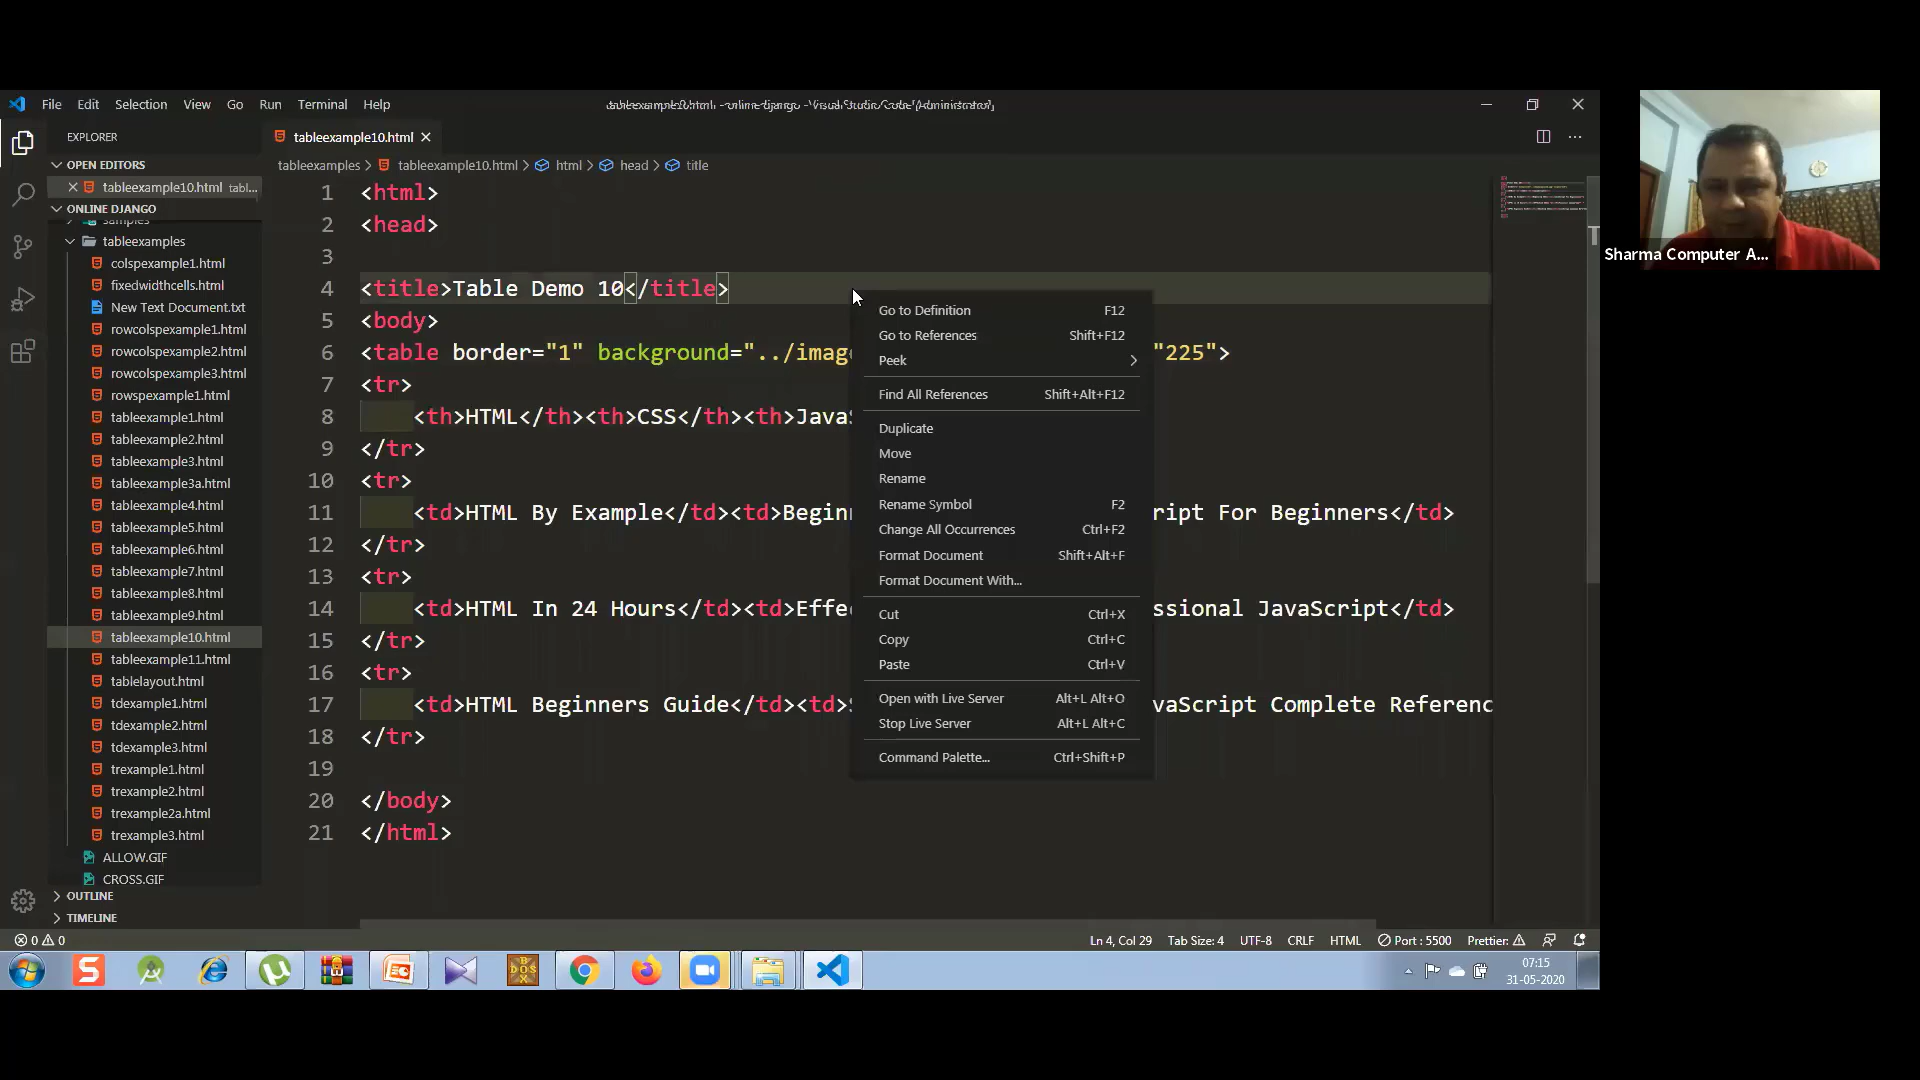 File Edit Selection View Go Run Terminal Help
EXPLORER
OPEN EDITORS
tableexample10.html tabl...
ONLINE DJANGO
samples
tableexamples
colspexample1.html
fixedwidthcells.html
New Text Document.txt
rowcolspexample1.html
rowcolspexample2.html
rowcolspexample3.html
rowspexample1.html
tableexample1.html
tableexample2.html
tableexample3.html
tableexample3a.html
tableexample4.html
tableexample5.html
tableexample6.html
tableexample7.html
tableexample8.html
tableexample9.html
tableexample10.html
tableexample11.html
tablelayout.html
tdexample1.html
tdexample2.html
tdexample3.html
trexample1.html
trexample2.html
trexample2a.html
trexample3.html
ALLOW.GIF
CROSS.GIF
OUTLINE
TIMELINE
tableexample10.html
tableexamples > tableexample10.html > html > head > title
1 <html>
2 <head>
3
4 <title>Table Demo 10</title>
5 <body>
6 <table border="1" background="../imag "225">
7 <tr>
8 <th>HTML</th><th>CSS</th><th>JavaS
9 </tr>
10 <tr>
11 <td>HTML By Example</td><td>Beginn ript For Beginners</td>
12 </tr>
13 <tr>
14 <td>HTML In 24 Hours</td><td>Effe ssional JavaScript</td>
15 </tr>
16 <tr>
17 <td>HTML Beginners Guide</td><td> vaScript Complete Referenc
18 </tr>
19
20 </body>
21 </html>
Go to Definition F12
Go to References Shift+F12
Peek
Find All References Shift+Alt+F12
Duplicate
Move
Rename
Rename Symbol F2
Change All Occurrences Ctrl+F2
Format Document Shift+Alt+F
Format Document With...
Cut Ctrl+X
Copy Ctrl+C
Paste Ctrl+V
Open with Live Server Alt+L Alt+O
Stop Live Server Alt+L Alt+C
Command Palette... Ctrl+Shift+P
Sharma Computer A...
0 0
Ln 4, Col 29 Tab Size: 4 UTF-8 CRLF HTML Port : 5500 Prettier:
DOS
07:15
31-05-2020